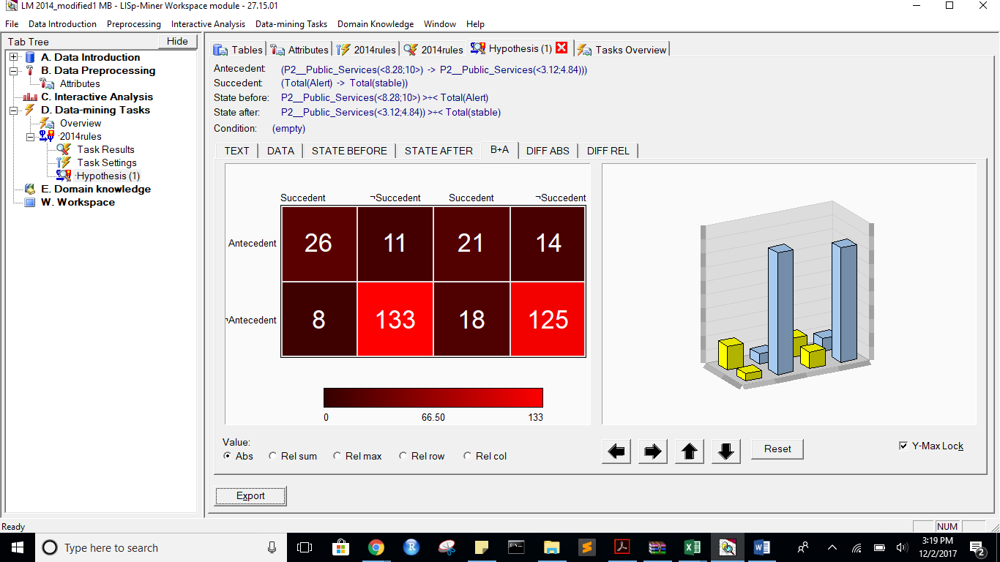 LM 2014_modified1 MB - LISp-Miner Workspace module - 27.15.01
File Data Introduction Preprocessing Interactive Analysis Data-mining Tasks Domain Knowledge Window Help
Tab Tree
Hide
A. Data Introduction
B. Data Preprocessing
Attributes
C. Interactive Analysis
D. Data-mining Tasks
Overview
·2014rules
Task Results
Task Settings
·Hypothesis (1)
E. Domain knowledge
W. Workspace
Tables Attributes 2014rules 2014rules Hypothesis (1) Tasks Overview
Antecedent: (P2__Public_Services(<8.28;10>) -> P2__Public_Services(<3.12;4.84)))
Succedent: (Total(Alert) -> Total(stable))
State before: P2__Public_Services(<8.28;10>) >÷< Total(Alert)
State after: P2__Public_Services(<3.12;4.84)) >÷< Total(stable)
Condition: (empty)
TEXT DATA STATE BEFORE STATE AFTER B+A DIFF ABS DIFF REL
Succedent ¬Succedent Succedent ¬Succedent
Antecedent 26 11 21 14
¬Antecedent 8 133 18 125
0 66.50 133
Value:
Abs Rel sum Rel max Rel row Rel col
Reset
Y-Max Lock
Export
Ready
NUM
Type here to search
3:19 PM
12/2/2017
2